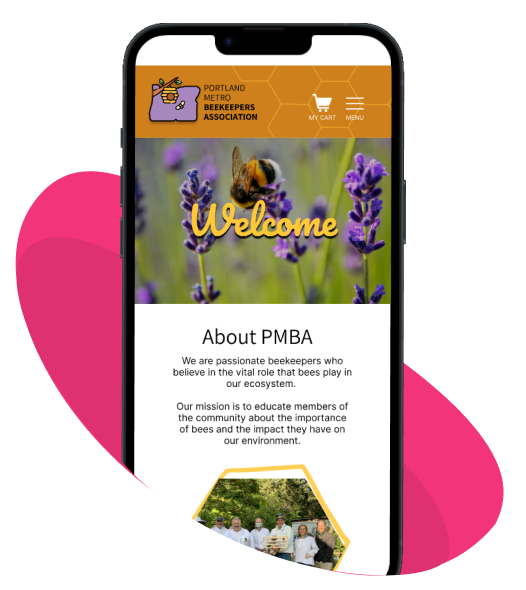 PORTLAND
METRO
BEEKEEPERS
ASSOCIATION
MY CART
MENU
Welcome
About PMBA
We are passionate beekeepers who
believe in the vital role that bees play in
our ecosystem.
Our mission is to educate members of
the community about the importance
of bees and the impact they have on
our environment.